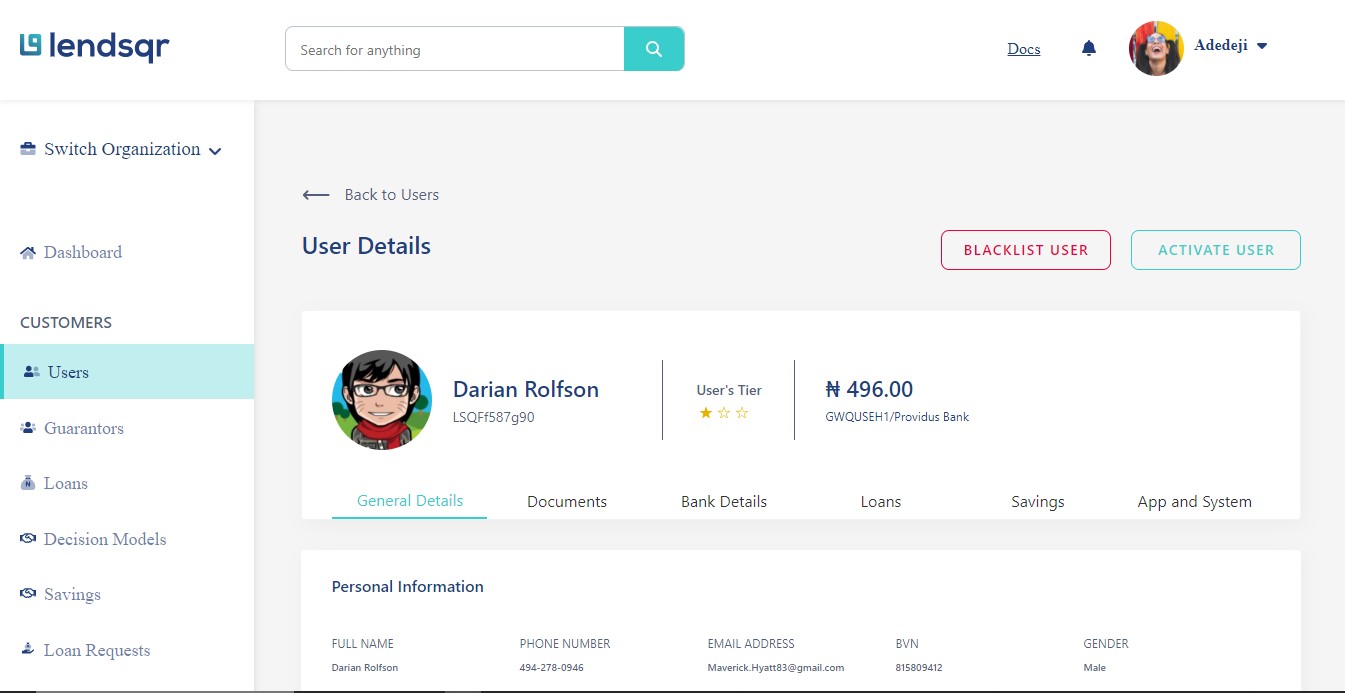 lendsqr
Search for anything
Docs
Adedeji
Switch Organization
Dashboard
CUSTOMERS
Users
Guarantors
Loans
Decision Models
Savings
Loan Requests
Back to Users
User Details
BLACKLIST USER
ACTIVATE USER
Darian Rolfson
LSQFf587g90
User's Tier
₦ 496.00
GWQUSEH1/Providus Bank
General Details
Documents
Bank Details
Loans
Savings
App and System
Personal Information
FULL NAME
Darian Rolfson
PHONE NUMBER
494-278-0946
EMAIL ADDRESS
Maverick.Hyatt83@gmail.com
BVN
815809412
GENDER
Male